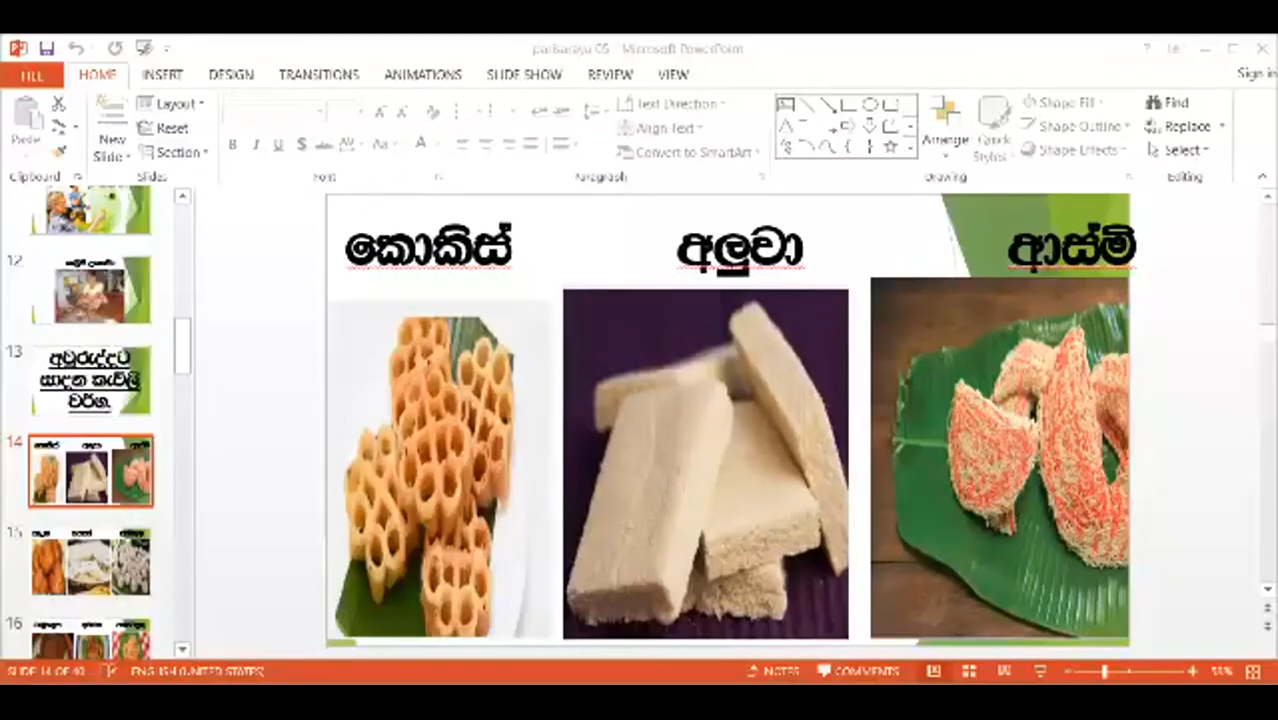 parisaraya 05 - Microsoft PowerPoint
FILE HOME INSERT DESIGN TRANSITIONS ANIMATIONS SLIDE SHOW REVIEW VIEW Sign in
Paste
Clipboard
New Slide
Layout
Reset
Section
Slides
Font
Text Direction
Align Text
Convert to SmartArt
Paragraph
Arrange
Quick Styles
Shape Fill
Shape Outline
Shape Effects
Drawing
Find
Replace
Select
Editing
12
13
අවුරුද්දට
සාදන කැවිලි
වර්ග
14
15
16
කොකිස් අලුවා ආස්මි
SLIDE 14 OF 40 ENGLISH (UNITED STATES) NOTES COMMENTS 58%